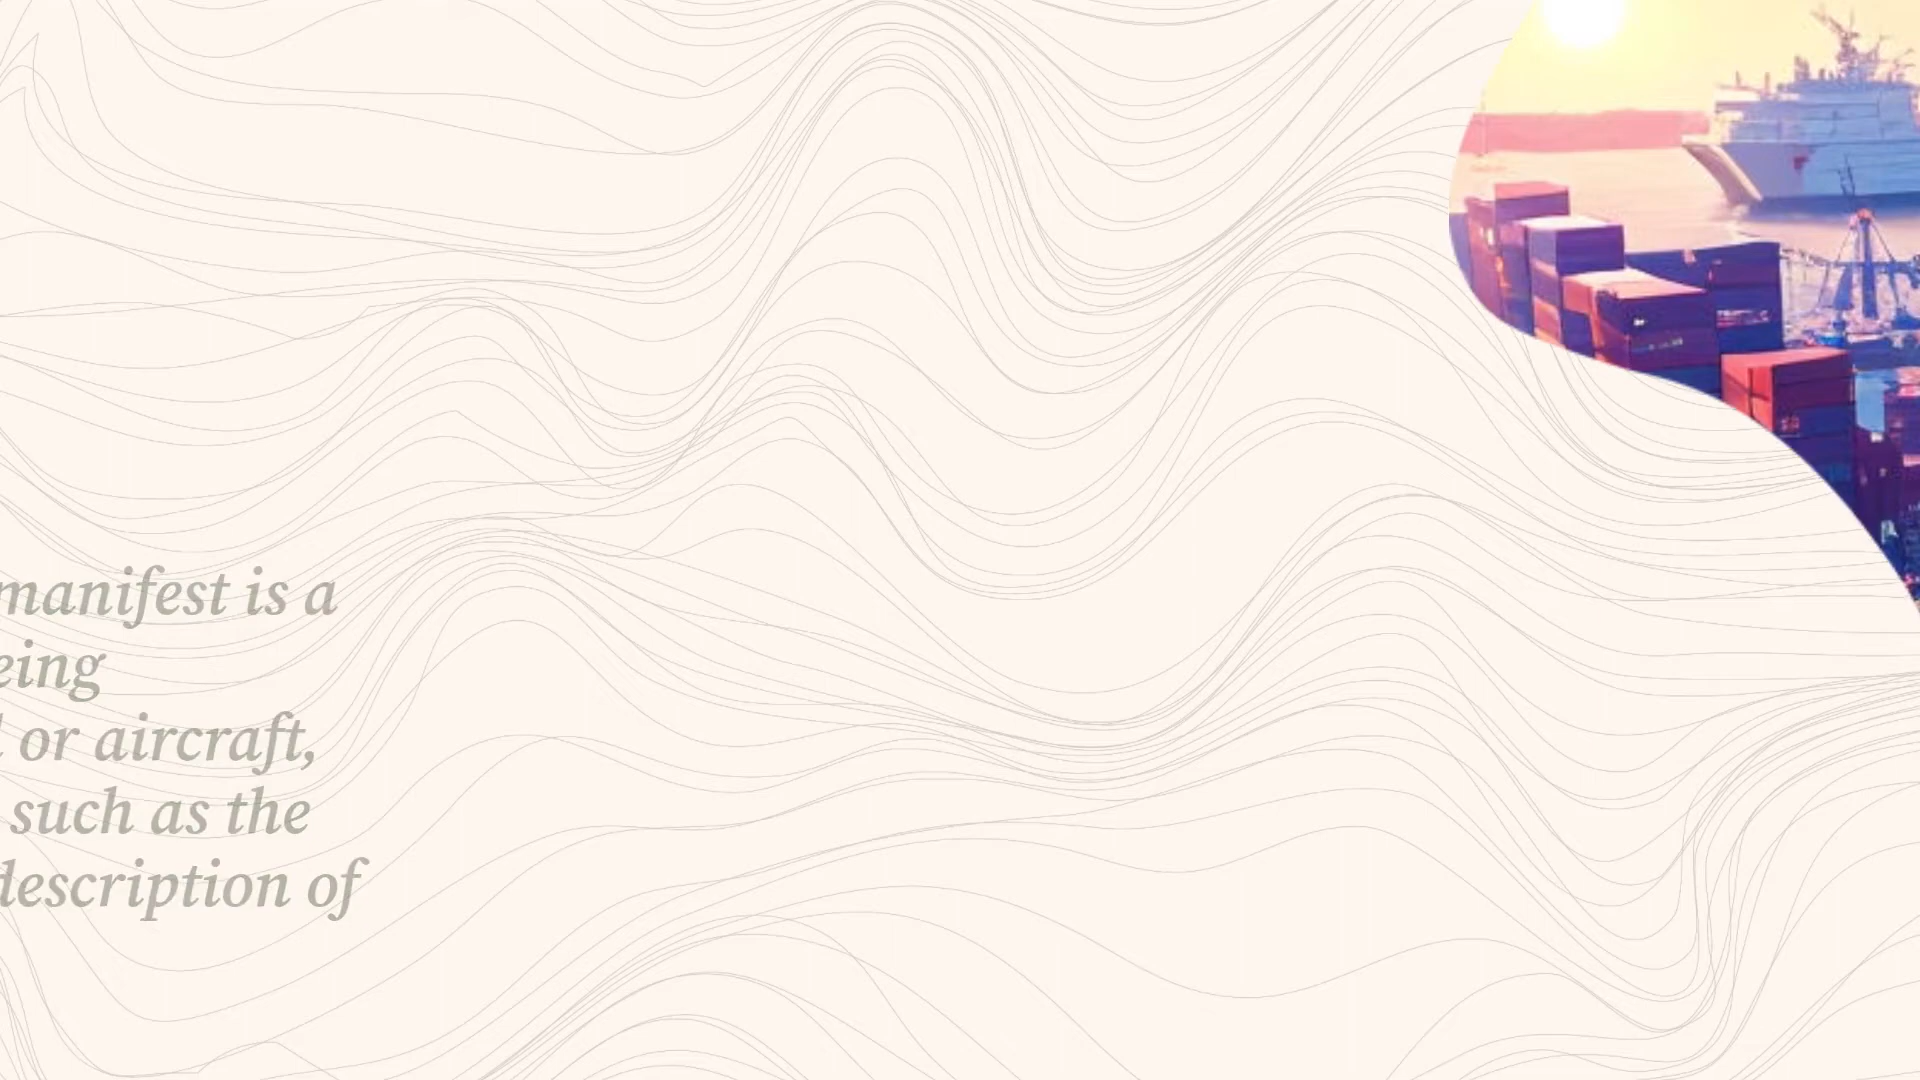 manifest is a
eing
or aircraft,
such as the
description of